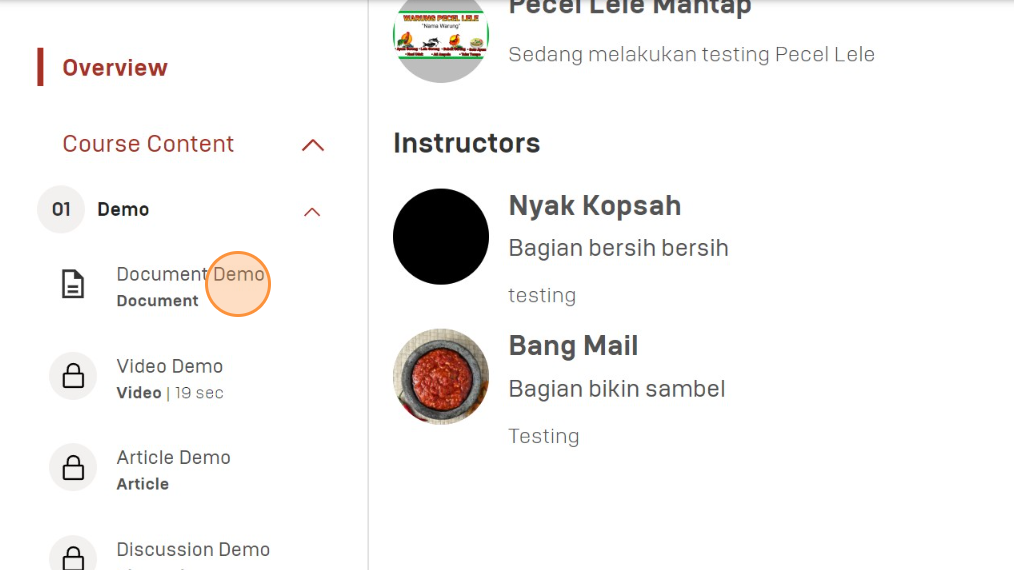 Overview
Course Content
01 Demo
Document Demo
Document
Video Demo
Video | 19 sec
Article Demo
Article
Discussion Demo
WARUNG PECEL LELE
"Nama Warung"
Pecel Lele Mantap
Sedang melakukan testing Pecel Lele
Instructors
Nyak Kopsah
Bagian bersih bersih
testing
Bang Mail
Bagian bikin sambel
Testing